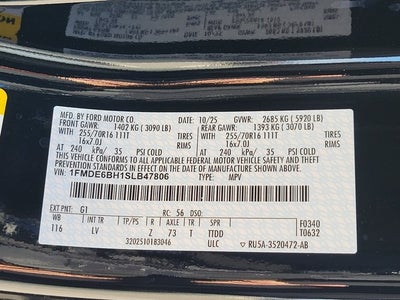 MFD. BY FORD MOTOR CO.
10/25 GVWR: 2685 KG (5920 LB)
FRONT GAWR: 1402 KG (3090 LB) REAR GAWR: 1393 KG (3070 LB)
WITH 255/70R16 111T TIRES WITH 255/70R16 111T TIRES
16x7.0J RIMS 16x7.0J RIMS
AT 240 kPa/ 35 PSI COLD AT 240 kPa/ 35 PSI COLD
THIS VEHICLE CONFORMS TO ALL APPLICABLE FEDERAL MOTOR VEHICLE
SAFETY AND THEFT PREVENTION STANDARDS IN EFFECT ON THE DATE OF MANUFACTURE SHOWN ABOVE.
VIN: 1FMDE6BH1SLB47806 TYPE: MPV
EXT PNT: G1 RC: 56 DSO:
WB INT TR TP/PS R AXLE TR SPR F0340
116 LV Z 73 T TTDD T0632
3202510183046 ULC RU5A-3520472-AB